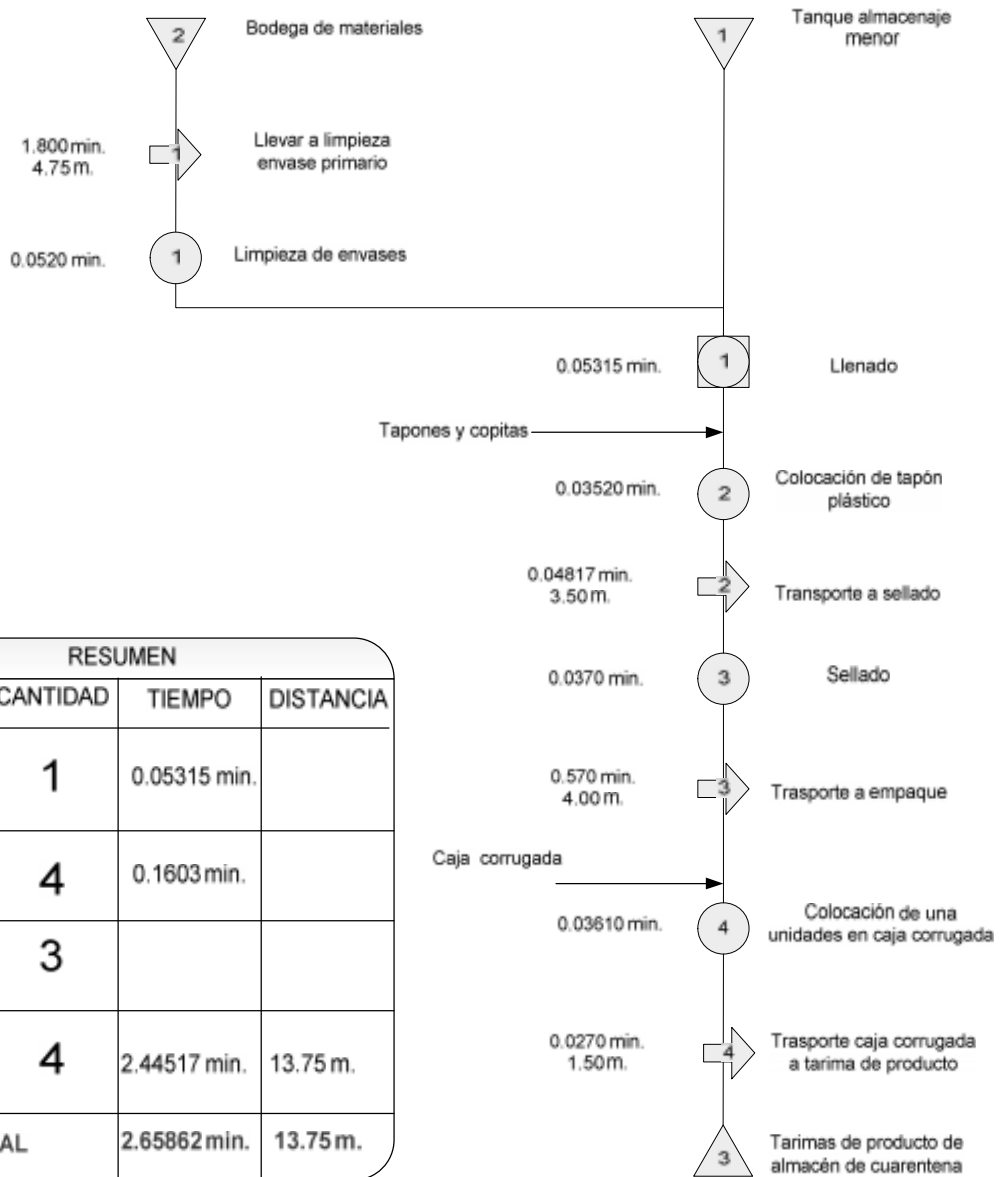 2
Bodega de materiales
1
Tanque almacenaje
menor
1.800 min.
4.75 m.
1
Llevar a limpieza
envase primario
0.0520 min.
1
Limpieza de envases
0.05315 min.
1
Llenado
Tapones y copitas
0.03520 min.
2
Colocación de tapón
plástico
0.04817 min.
3.50 m.
2
Transporte a sellado
0.0370 min.
3
Sellado
0.570 min.
4.00 m.
3
Trasporte a empaque
Caja corrugada
0.03610 min.
4
Colocación de una
unidades en caja corrugada
0.0270 min.
1.50 m.
4
Trasporte caja corrugada
a tarima de producto
3
Tarimas de producto de
almacén de cuarentena
RESUMEN
CANTIDAD TIEMPO DISTANCIA
1 0.05315 min.
4 0.1603 min.
3
4 2.44517 min. 13.75 m.
AL 2.65862 min. 13.75 m.